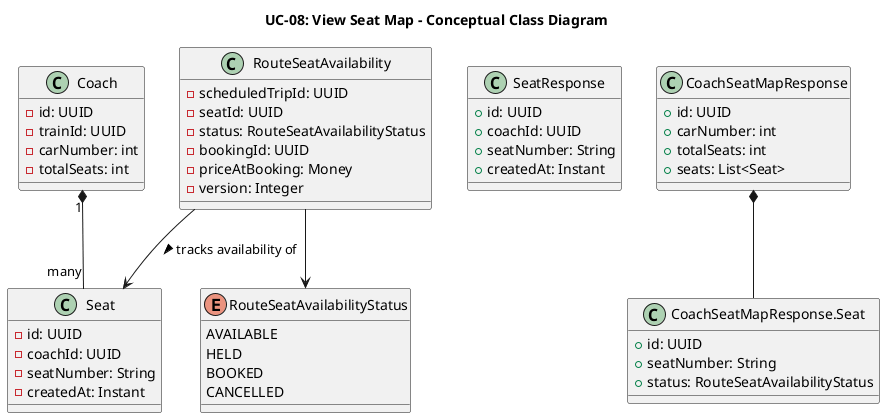 UC-08: View Seat Map - Conceptual Class Diagram
C Coach
id: UUID
trainId: UUID
carNumber: int
totalSeats: int
C RouteSeatAvailability
scheduledTripId: UUID
seatId: UUID
status: RouteSeatAvailabilityStatus
bookingId: UUID
priceAtBooking: Money
version: Integer
C SeatResponse
id: UUID
coachId: UUID
seatNumber: String
createdAt: Instant
C CoachSeatMapResponse
id: UUID
carNumber: int
totalSeats: int
seats: List<Seat>
1
many
tracks availability of
C Seat
id: UUID
coachId: UUID
seatNumber: String
createdAt: Instant
E RouteSeatAvailabilityStatus
AVAILABLE
HELD
BOOKED
CANCELLED
C CoachSeatMapResponse.Seat
id: UUID
seatNumber: String
status: RouteSeatAvailabilityStatus